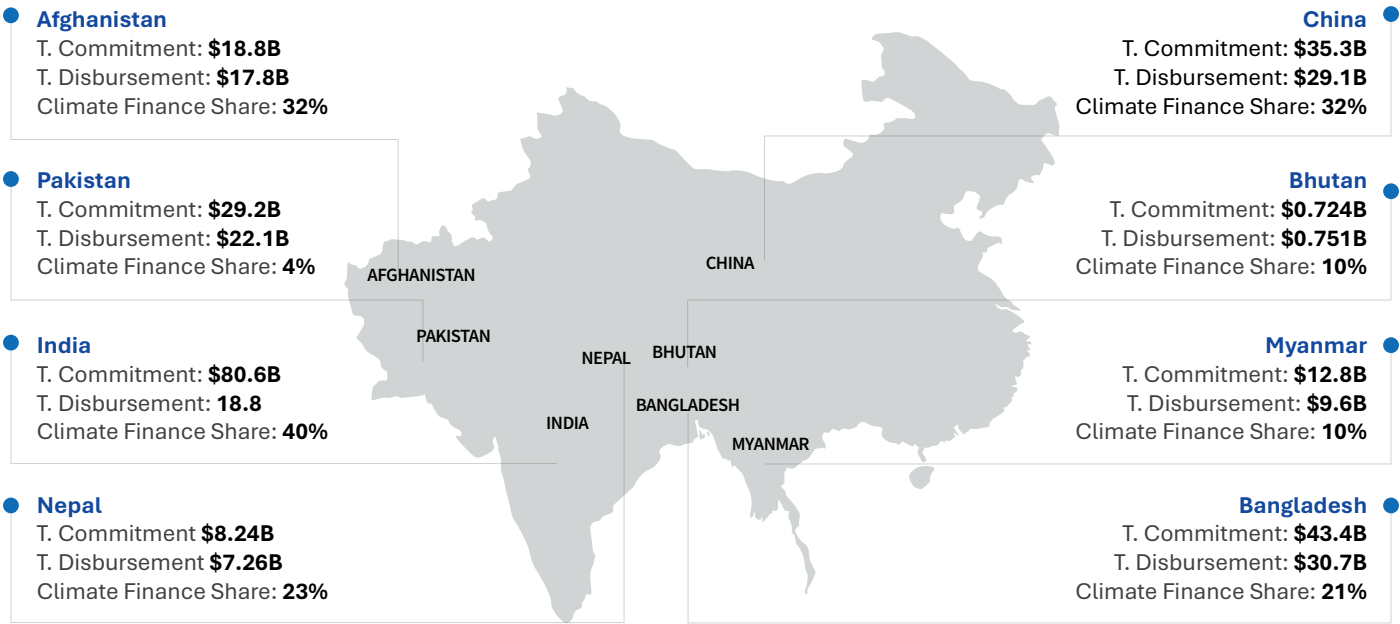 Afghanistan
T. Commitment: $18.8B
T. Disbursement: $17.8B
Climate Finance Share: 32%
Pakistan
T. Commitment: $29.2B
T. Disbursement: $22.1B
Climate Finance Share: 4%
India
T. Commitment: $80.6B
T. Disbursement: 18.8
Climate Finance Share: 40%
Nepal
T. Commitment $8.24B
T. Disbursement $7.26B
Climate Finance Share: 23%
AFGHANISTAN
CHINA
PAKISTAN
NEPAL
BHUTAN
BANGLADESH
INDIA
MYANMAR
China
T. Commitment: $35.3B
T. Disbursement: $29.1B
Climate Finance Share: 32%
Bhutan
T. Commitment: $0.724B
T. Disbursement: $0.751B
Climate Finance Share: 10%
Myanmar
T. Commitment: $12.8B
T. Disbursement: $9.6B
Climate Finance Share: 10%
Bangladesh
T. Commitment: $43.4B
T. Disbursement: $30.7B
Climate Finance Share: 21%